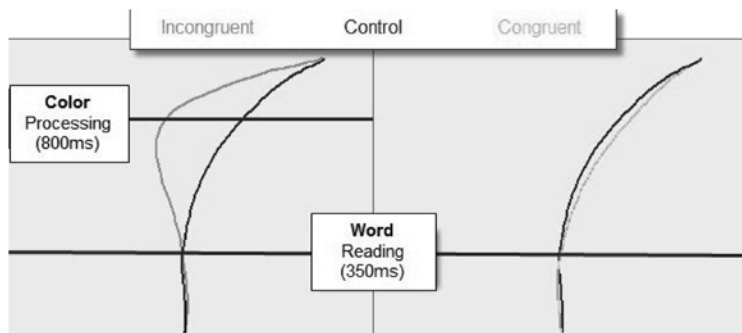 Incongruent Control Congruent
Color
Processing
(800ms)
Word
Reading
(350ms)